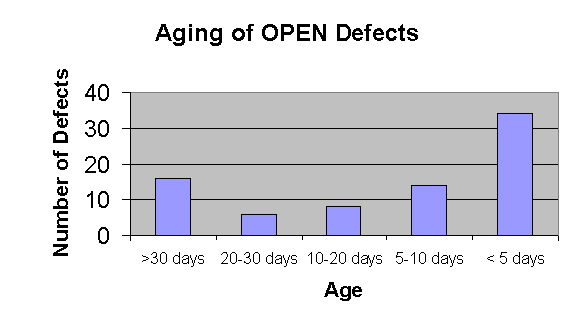 Aging of OPEN Defects
Number of Defects
40
30
20
10
0
>30 days 20-30 days 10-20 days 5-10 days < 5 days
Age